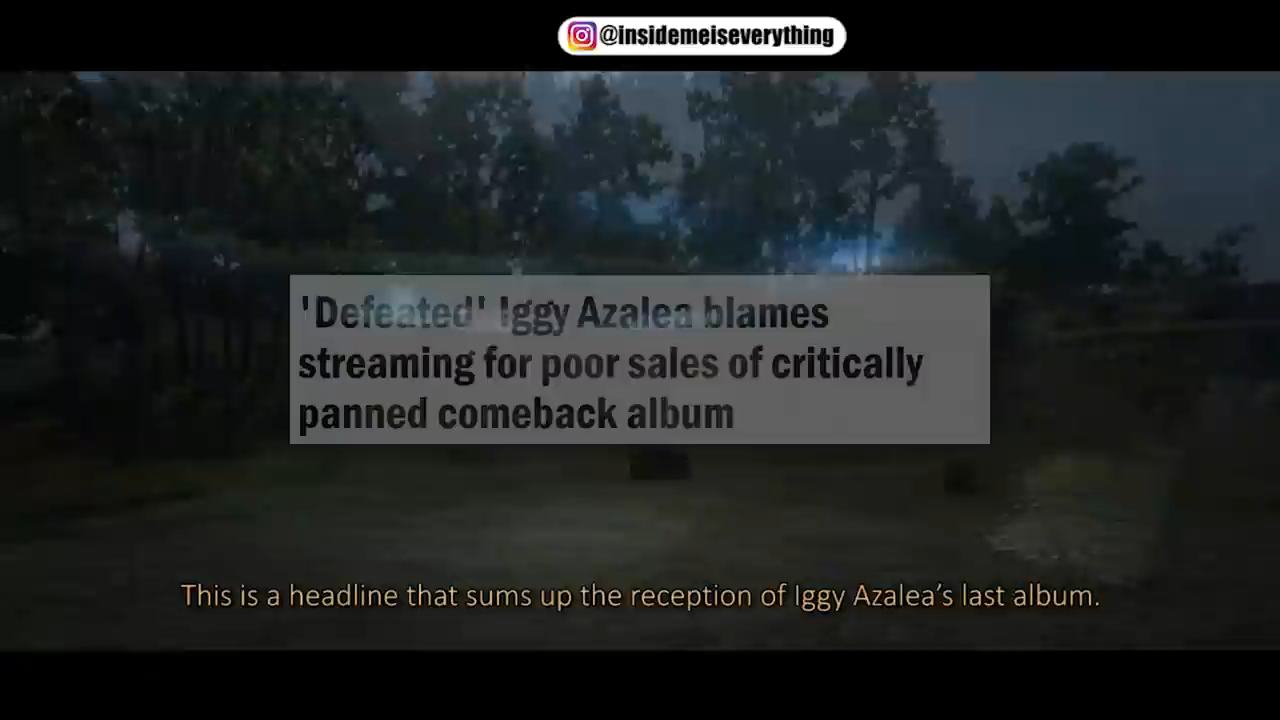 @insidemeiseverything
'Defeated' Iggy Azalea blames
streaming for poor sales of critically
panned comeback album
This is a headline that sums up the reception of Iggy Azalea’s last album.